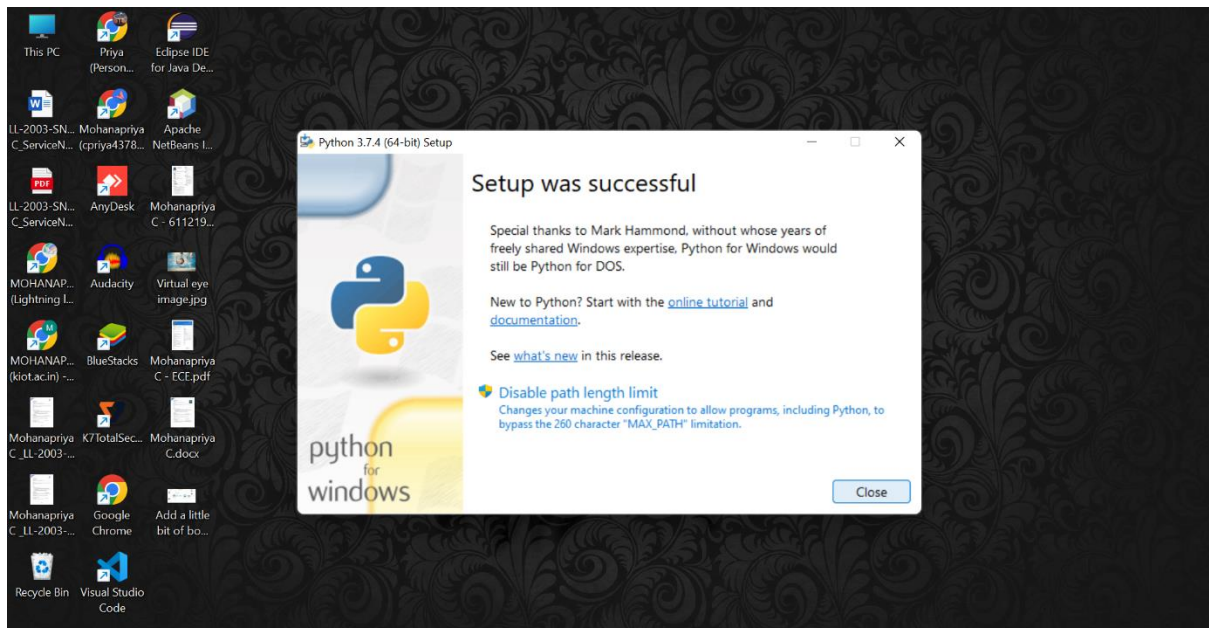 This PC
Priya
(Person...
Eclipse IDE
for Java De...
LL-2003-SN...
C_ServiceN...
Mohanapriya
(cpriya4378...
Apache
NetBeans I...
LL-2003-SN...
C_ServiceN...
AnyDesk
Mohanapriya
C - 611219...
MOHANAP...
(Lightning l...
Audacity
Virtual eye
image.jpg
MOHANAP...
(kiot.ac.in) -...
BlueStacks
Mohanapriya
C - ECE.pdf
Mohanapriya
C _LL-2003-...
K7TotalSec...
Mohanapriya
C.docx
Mohanapriya
C _LL-2003-...
Google
Chrome
Add a little
bit of bo...
Recycle Bin
Visual Studio
Code
Python 3.7.4 (64-bit) Setup
Setup was successful
Special thanks to Mark Hammond, without whose years of
freely shared Windows expertise, Python for Windows would
still be Python for DOS.
New to Python? Start with the online tutorial and
documentation.
See what's new in this release.
Disable path length limit
Changes your machine configuration to allow programs, including Python, to
bypass the 260 character "MAX_PATH" limitation.
python
for
windows
Close